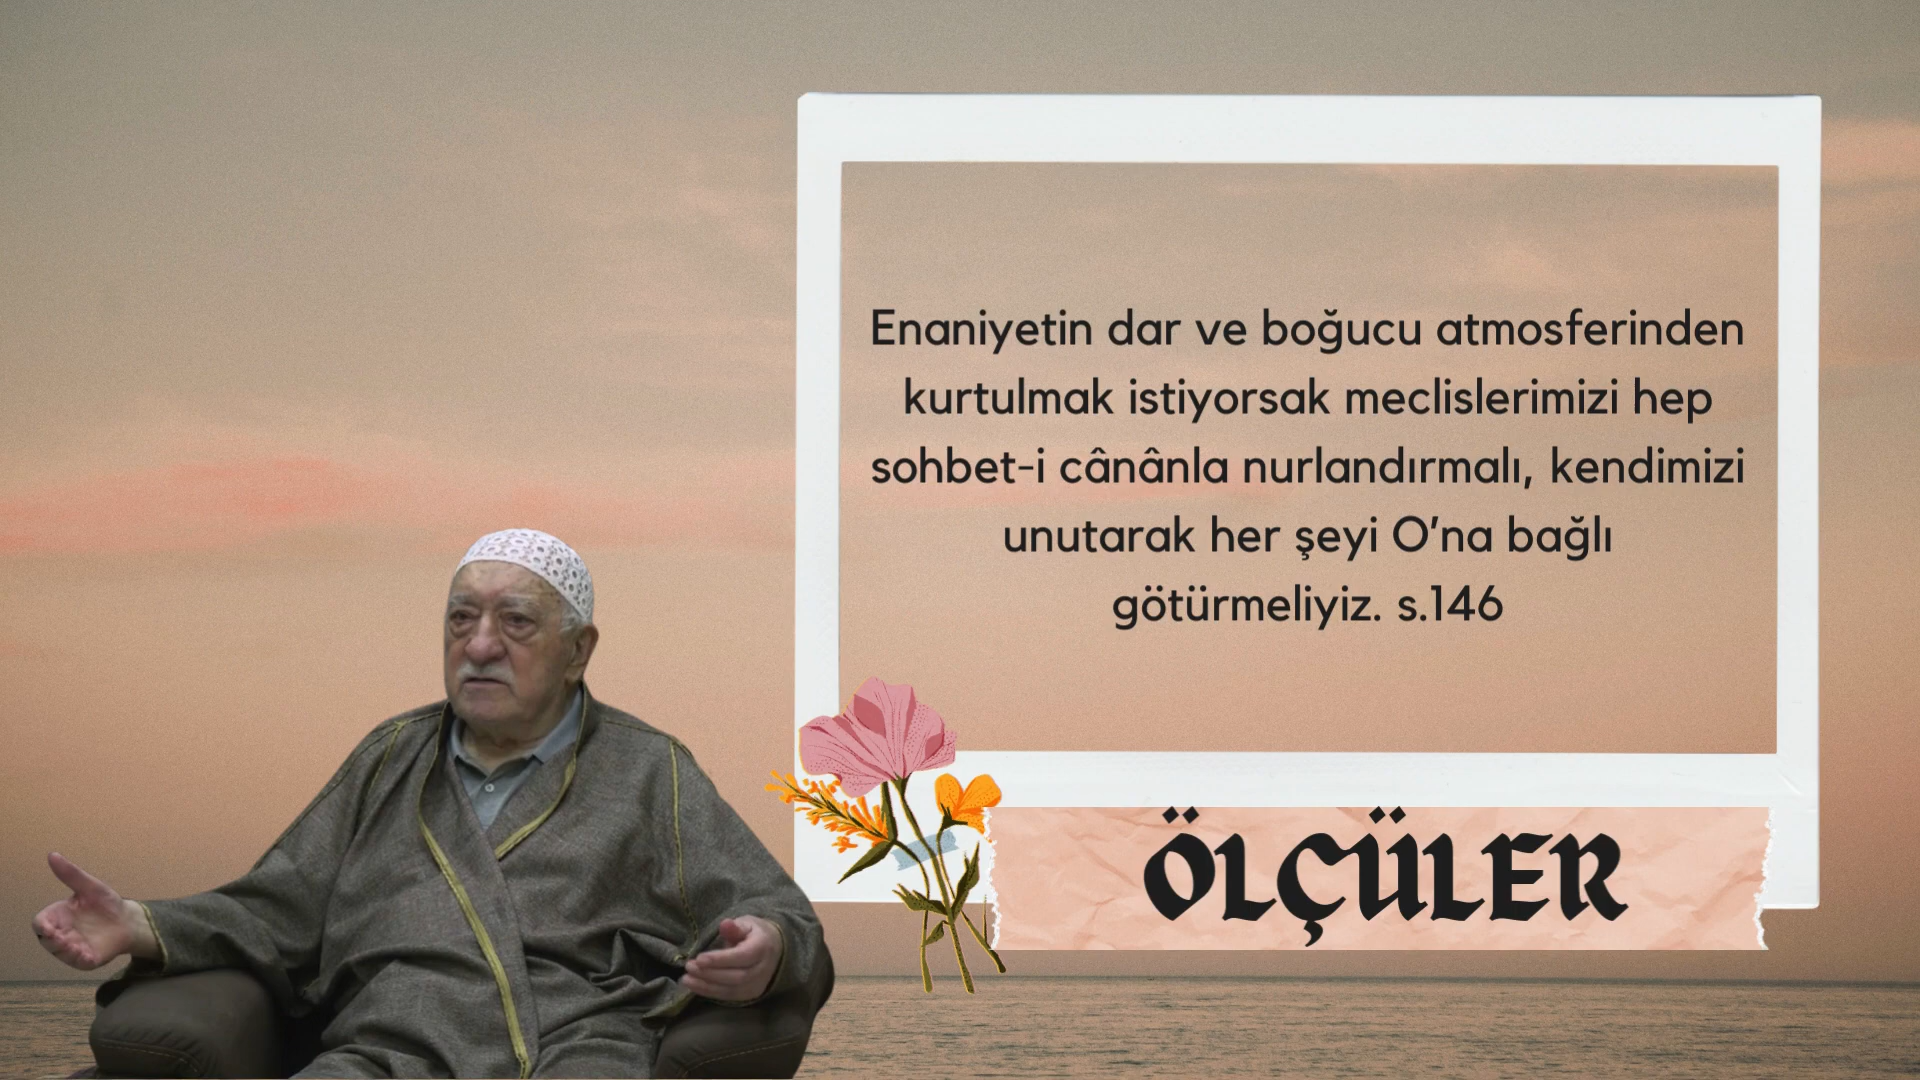 Enaniyetin dar ve boğucu atmosferinden
kurtulmak istiyorsak meclislerimizi hep
sohbet-i cânânla nurlandırmalı, kendimizi
unutarak her şeyi O'na bağlı
götürmeliyiz. s.146
ÖLÇÜLER